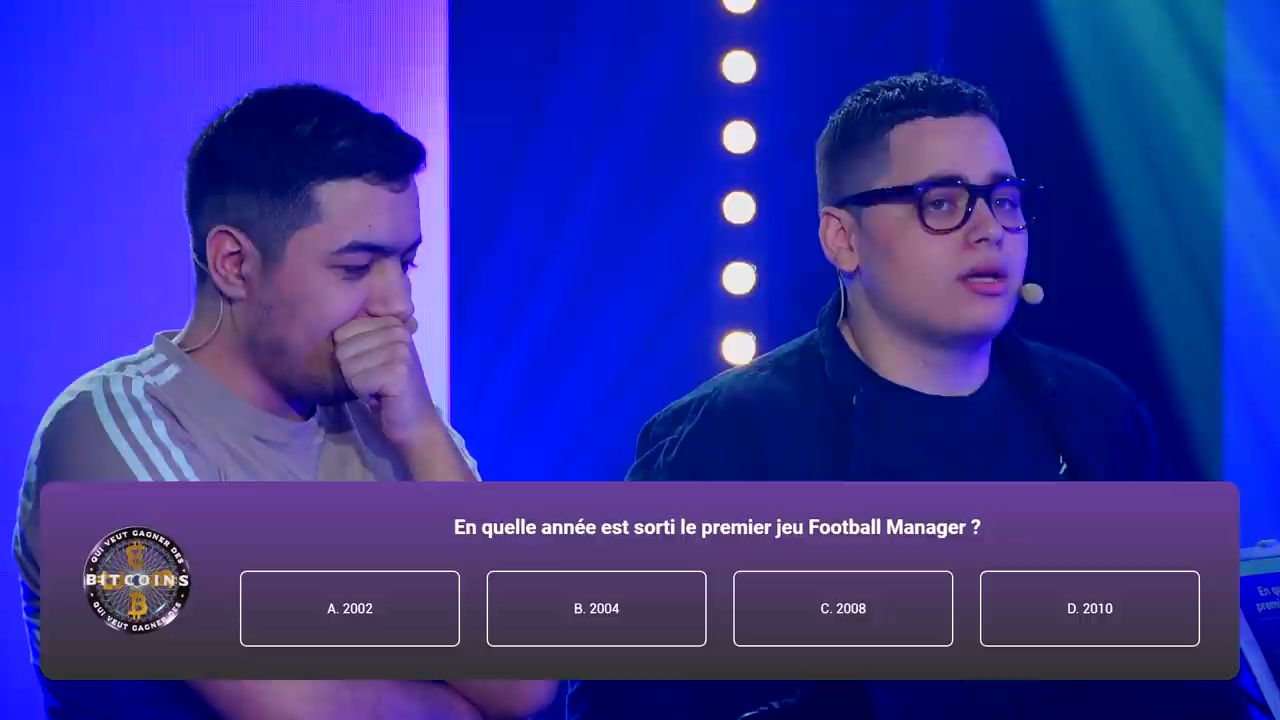 En quelle année est sorti le premier jeu Football Manager ?
QUI VEUT GAGNER DES
BITCOINS
QUI VEUT GAGNER DES
A. 2002
B. 2004
C. 2008
D. 2010